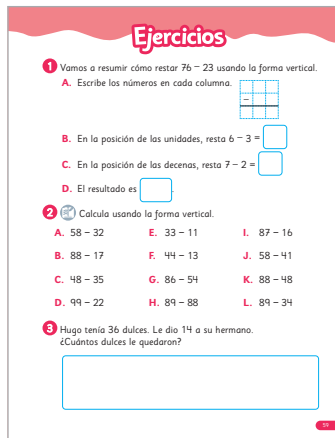 Ejercicios
1 Vamos a resumir cómo restar 76 − 23 usando la forma vertical.
A. Escribe los números en cada columna.
−
B. En la posición de las unidades, resta 6 − 3 =
C. En la posición de las decenas, resta 7 − 2 =
D. El resultado es .
2 Calcula usando la forma vertical.
A. 58 − 32 E. 33 − 11 I. 87 − 16
B. 88 − 17 F. 44 − 13 J. 58 − 41
C. 48 − 35 G. 86 − 54 K. 88 − 48
D. 99 − 22 H. 89 − 88 L. 89 − 34
3 Hugo tenía 36 dulces. Le dio 14 a su hermano.
¿Cuántos dulces le quedaron?
59